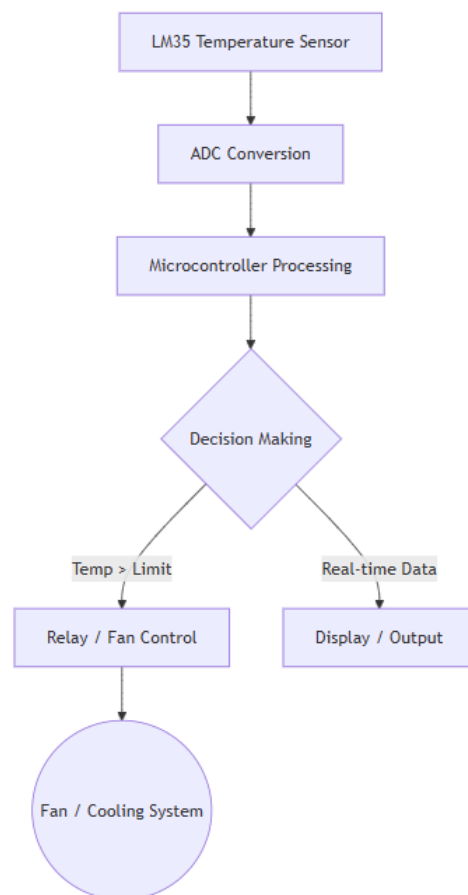 LM35 Temperature Sensor
ADC Conversion
Microcontroller Processing
Decision Making
Temp > Limit
Real-time Data
Relay / Fan Control
Display / Output
Fan / Cooling System